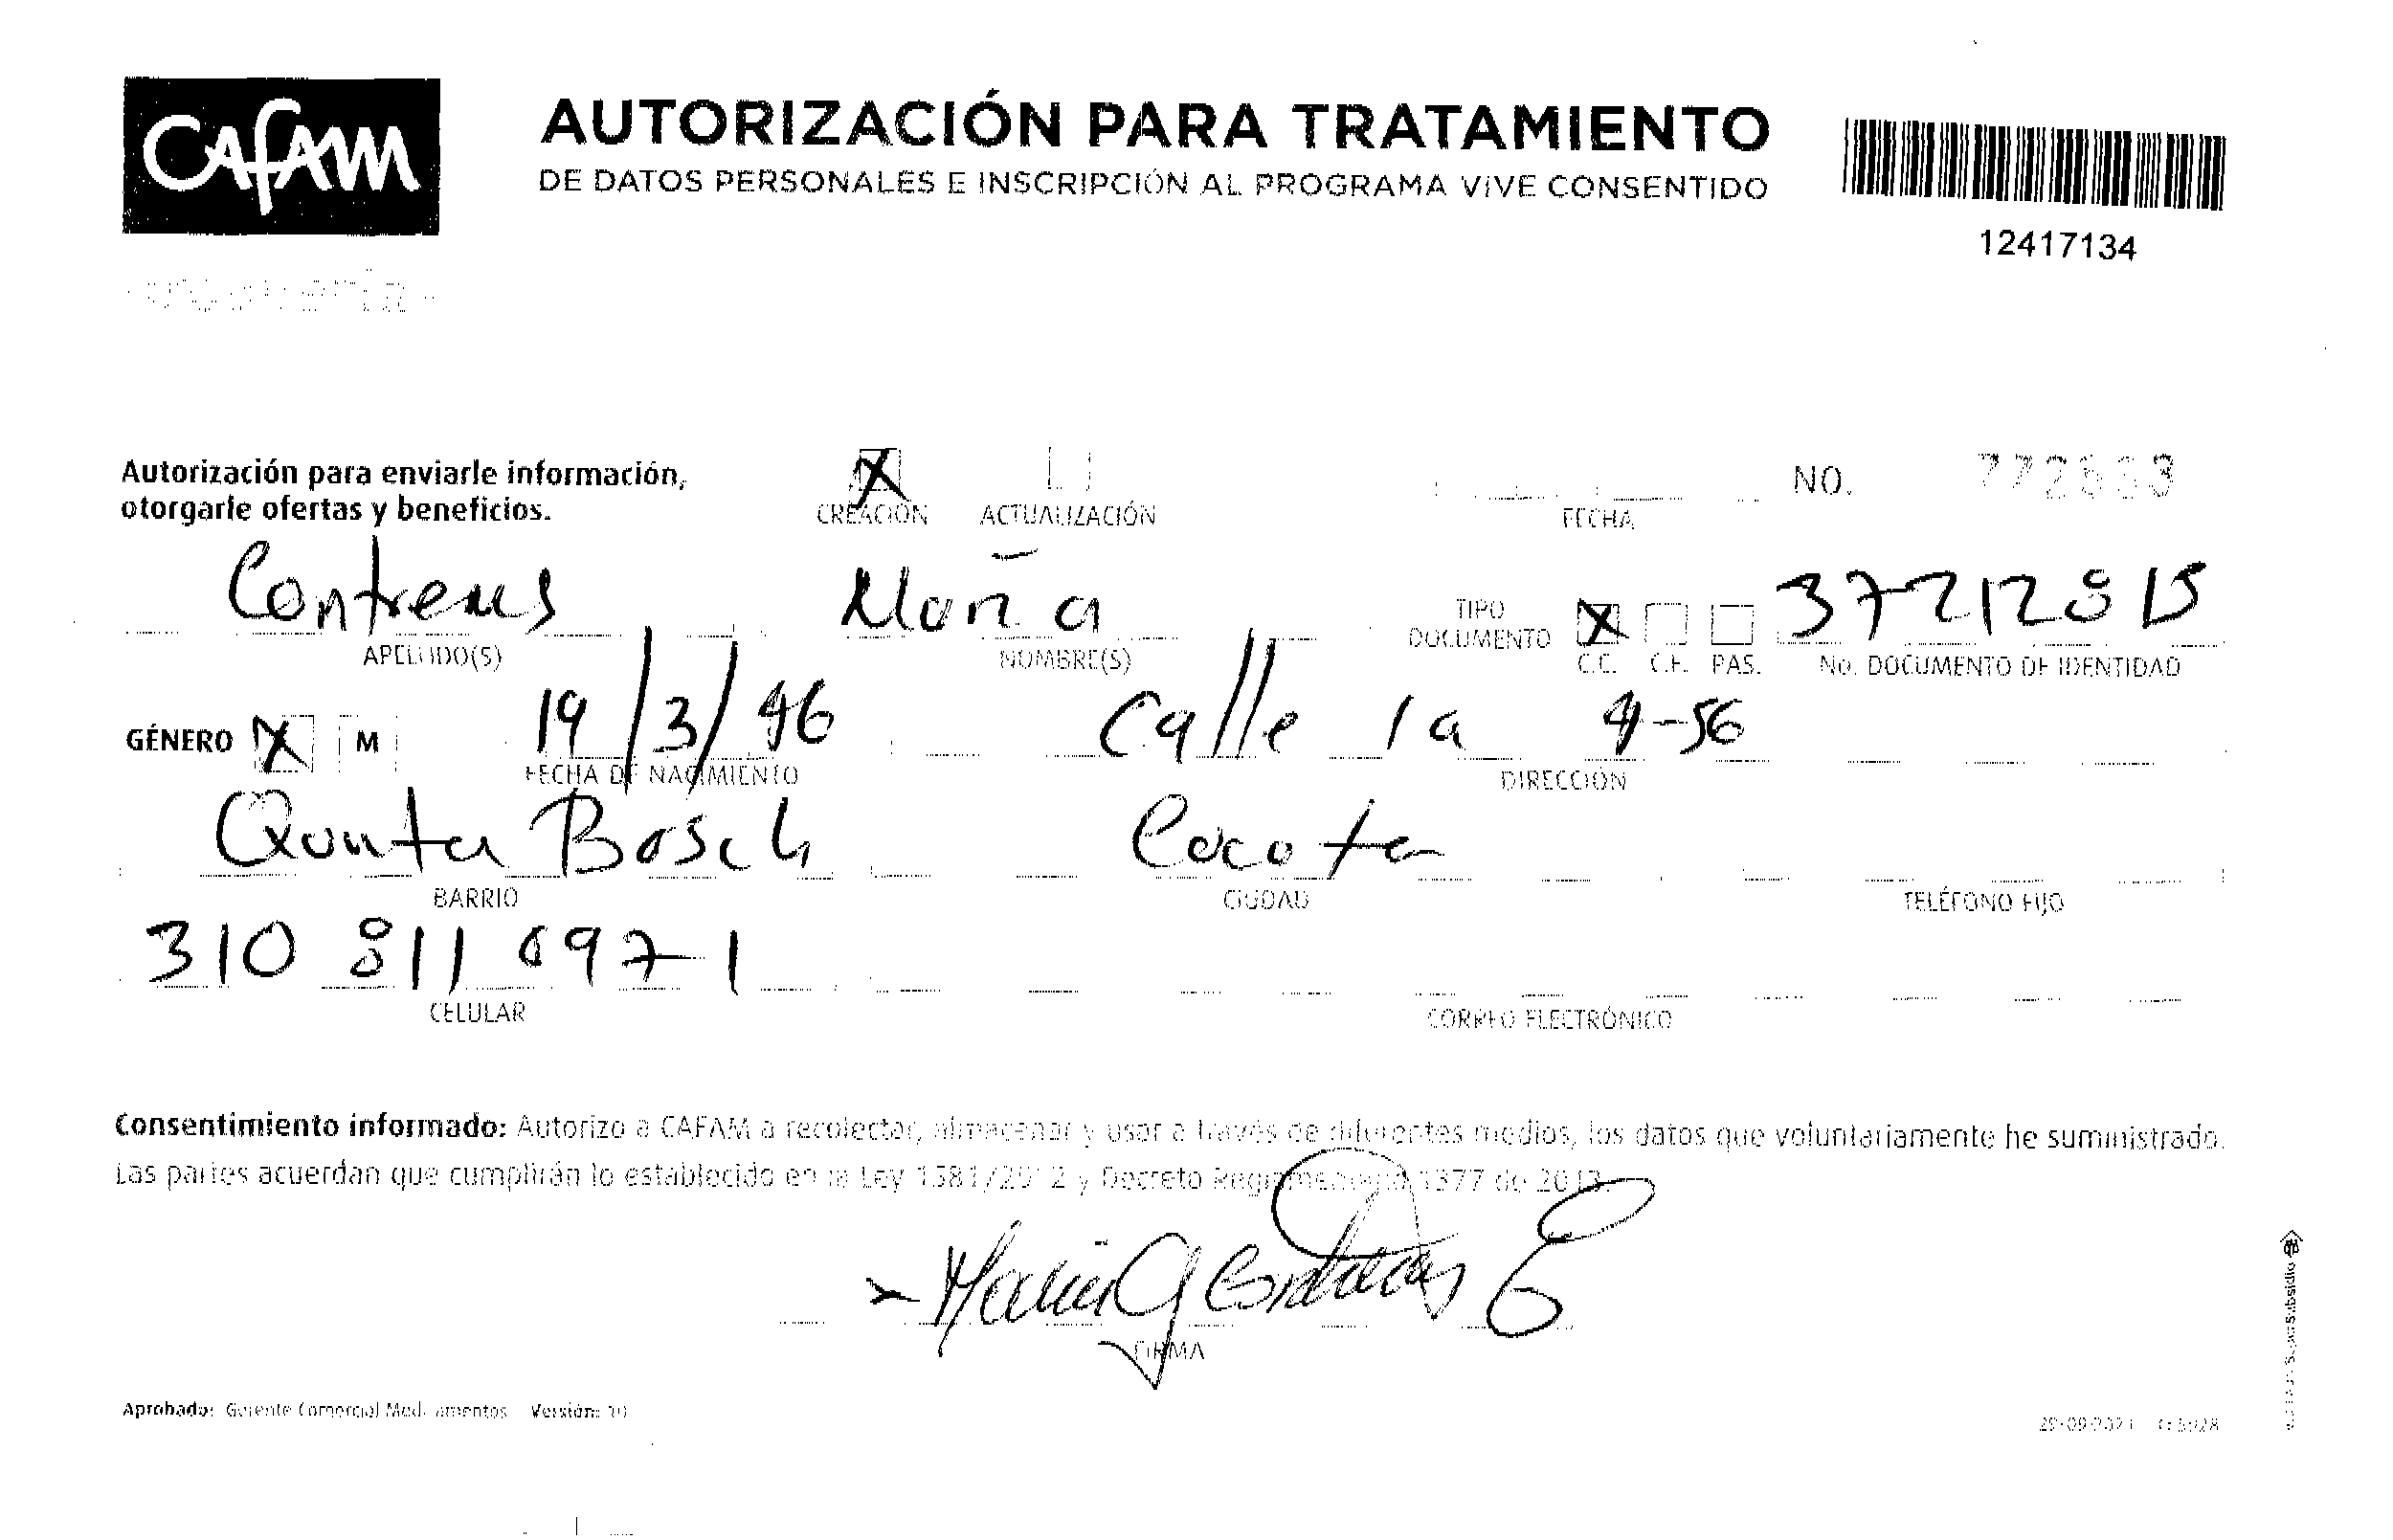 CAFAM
AUTORIZACIÓN PARA TRATAMIENTO
DE DATOS PERSONALES E INSCRIPCIÓN AL PROGRAMA VIVE CONSENTIDO
12417134
Autorización para enviarle información,
otorgarle ofertas y beneficios.
X
CREACIÓN ACTUALIZACIÓN
FECHA
NO.
Contreras María
TIPO DOCUMENTO X 37212815
APELLIDO(S) NOMBRE(S) C.C. C.E. PAS. No. DOCUMENTO DE IDENTIDAD
GÉNERO X M 19/3/46 Calle 1a 4-56
FECHA DE NACIMIENTO DIRECCIÓN
Quinta Bosch Cucuta
BARRIO CIUDAD TELÉFONO FIJO
310 811 0971
CELULAR CORREO ELECTRÓNICO
Consentimiento informado: Autorizo a CAFAM a recolectar, almacenar y usar a través de diferentes medios, los datos que voluntariamente he suministrado.
Las partes acuerdan que cumplirán lo establecido en la Ley 1581/2012 y Decreto Reglamentario 1377 de 2013.
María G Contreras
FIRMA
Aprobado: Gerente Comercial Medicamentos Versión: 10